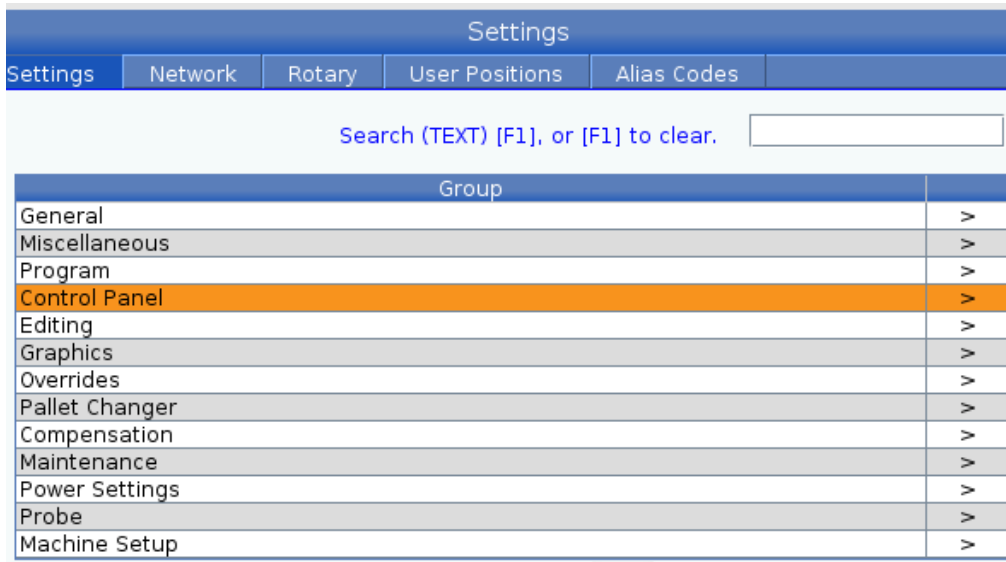 Settings
Settings Network Rotary User Positions Alias Codes
Search (TEXT) [F1], or [F1] to clear.
Group
General >
Miscellaneous >
Program >
Control Panel >
Editing >
Graphics >
Overrides >
Pallet Changer >
Compensation >
Maintenance >
Power Settings >
Probe >
Machine Setup >